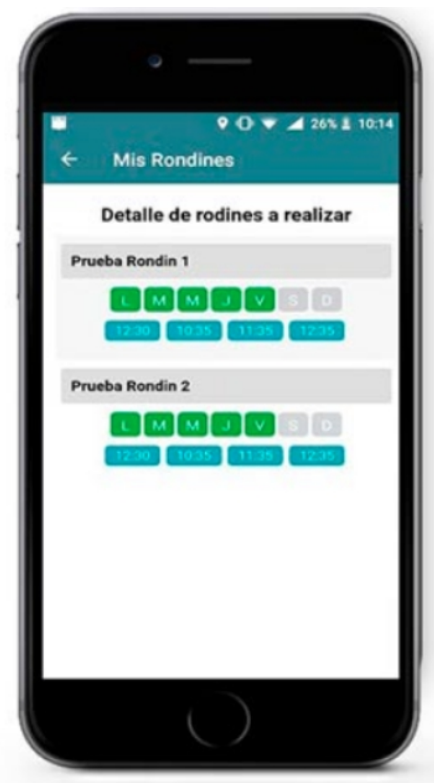 26% 10:14
Mis Rondines
Detalle de rodines a realizar
Prueba Rondin 1
L M M J V S D
12:30 10:35 11:35 12:35
Prueba Rondin 2
L M M J V S D
12:30 10:35 11:35 12:35